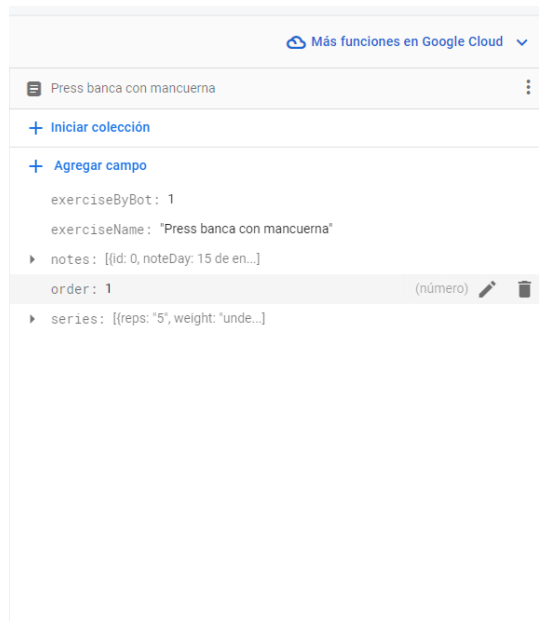 Más funciones en Google Cloud
Press banca con mancuerna
Iniciar colección
Agregar campo
exerciseByBot: 1
exerciseName: "Press banca con mancuerna"
notes: [{id: 0, noteDay: 15 de en...]
order: 1 (número)
series: [{reps: "5", weight: "unde...]